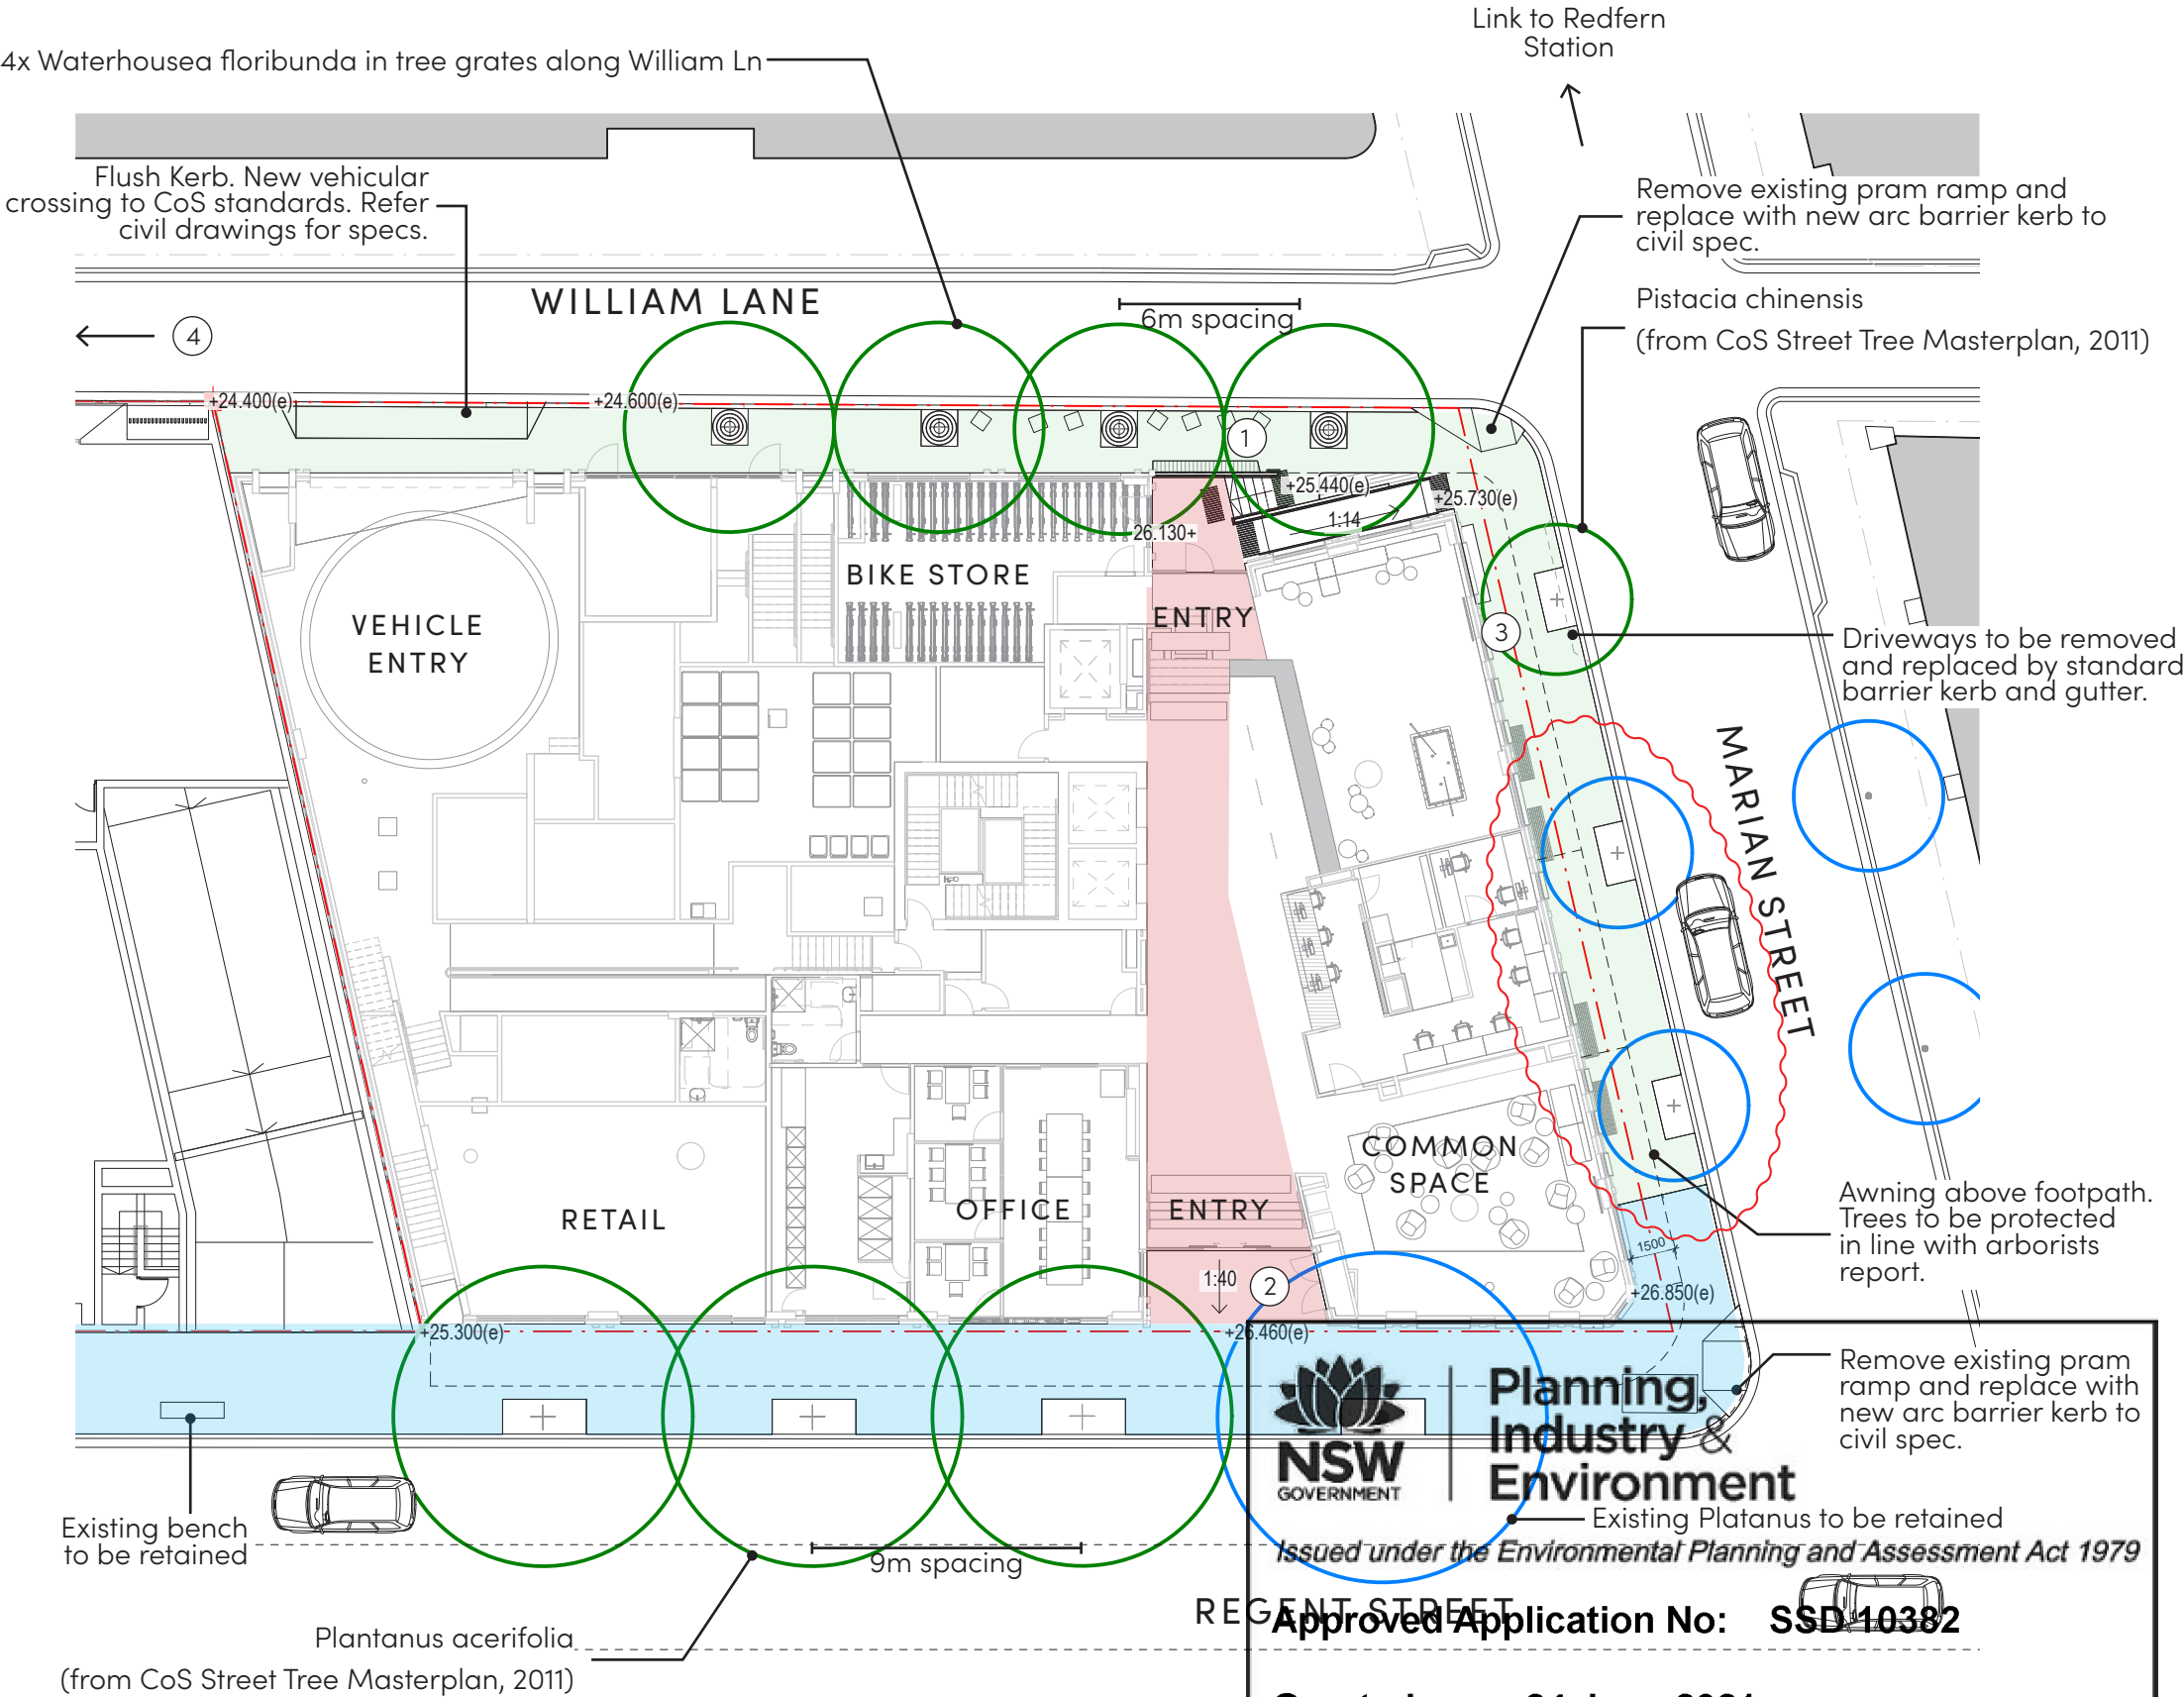 Link to Redfern
Station
4x Waterhousea floribunda in tree grates along William Ln
Flush Kerb. New vehicular
crossing to CoS standards. Refer
civil drawings for specs.
Remove existing pram ramp and
replace with new arc barrier kerb to
civil spec.
WILLIAM LANE
6m spacing
Pistacia chinensis
(from CoS Street Tree Masterplan, 2011)
4
+24.400(e)
+24.600(e)
1
+25.440(e)
+25.730(e)
1:14
26.130+
BIKE STORE
VEHICLE
ENTRY
ENTRY
3
Driveways to be removed
and replaced by standard
barrier kerb and gutter.
MARIAN STREET
COMMON
SPACE
RETAIL
OFFICE
ENTRY
Awning above footpath.
Trees to be protected
in line with arborists
report.
1500
1:40
2
+26.850(e)
+25.300(e)
+26.460(e)
Remove existing pram
ramp and replace with
new arc barrier kerb to
civil spec.
NSW
GOVERNMENT
Planning,
Industry &
Environment
Existing Platanus to be retained
Issued under the Environmental Planning and Assessment Act 1979
Existing bench
to be retained
9m spacing
REGENT STREET
Approved Application No: SSD 10382
Plantanus acerifolia
(from CoS Street Tree Masterplan, 2011)